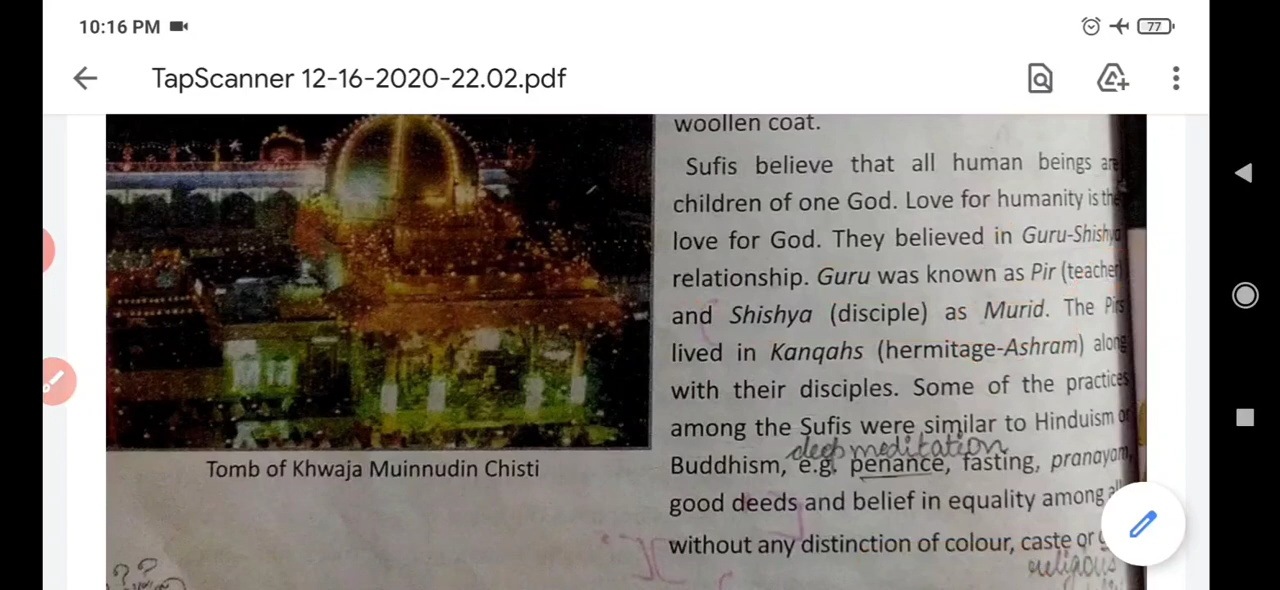 10:16 PM
77
TapScanner 12-16-2020-22.02.pdf
woollen coat.
Sufis believe that all human beings are
children of one God. Love for humanity is the
love for God. They believed in Guru-Shishya
relationship. Guru was known as Pir (teacher)
and Shishya (disciple) as Murid. The Pirs
lived in Kanqahs (hermitage-Ashram) along
with their disciples. Some of the practices
among the Sufis were similar to Hinduism or
deep meditation
Buddhism, e.g. penance, fasting, pranayam,
good deeds and belief in equality among all
without any distinction of colour, caste or
religious
Tomb of Khwaja Muinnudin Chisti
??